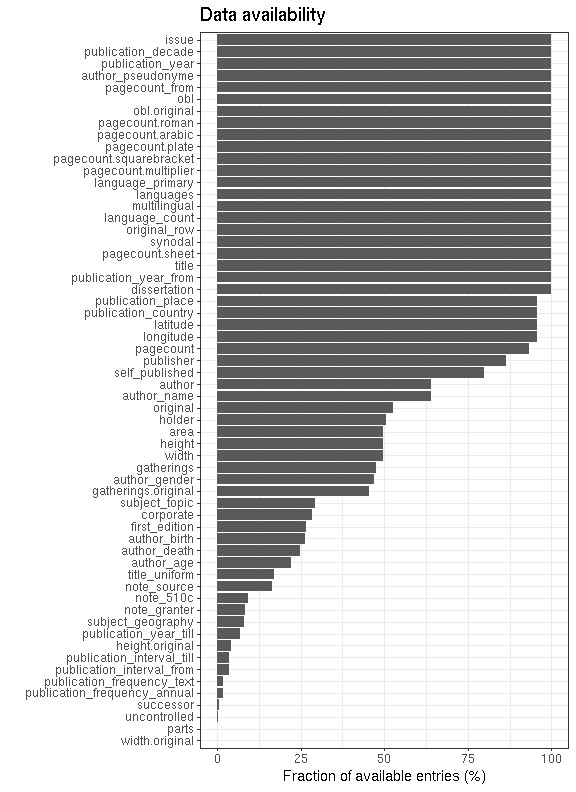 Data availability
issue
publication_decade
publication_year
author_pseudonyme
pagecount_from
obl
obl.original
pagecount.roman
pagecount.arabic
pagecount.plate
pagecount.squarebracket
pagecount.multiplier
language_primary
languages
multilingual
language_count
original_row
synodal
pagecount.sheet
title
publication_year_from
dissertation
publication_place
publication_country
latitude
longitude
pagecount
publisher
self_published
author
author_name
original
holder
area
height
width
gatherings
author_gender
gatherings.original
subject_topic
corporate
first_edition
author_birth
author_death
author_age
title_uniform
note_source
note_510c
note_granter
subject_geography
publication_year_till
height.original
publication_interval_till
publication_interval_from
publication_frequency_text
publication_frequency_annual
successor
uncontrolled
parts
width.original
0 25 50 75 100
Fraction of available entries (%)